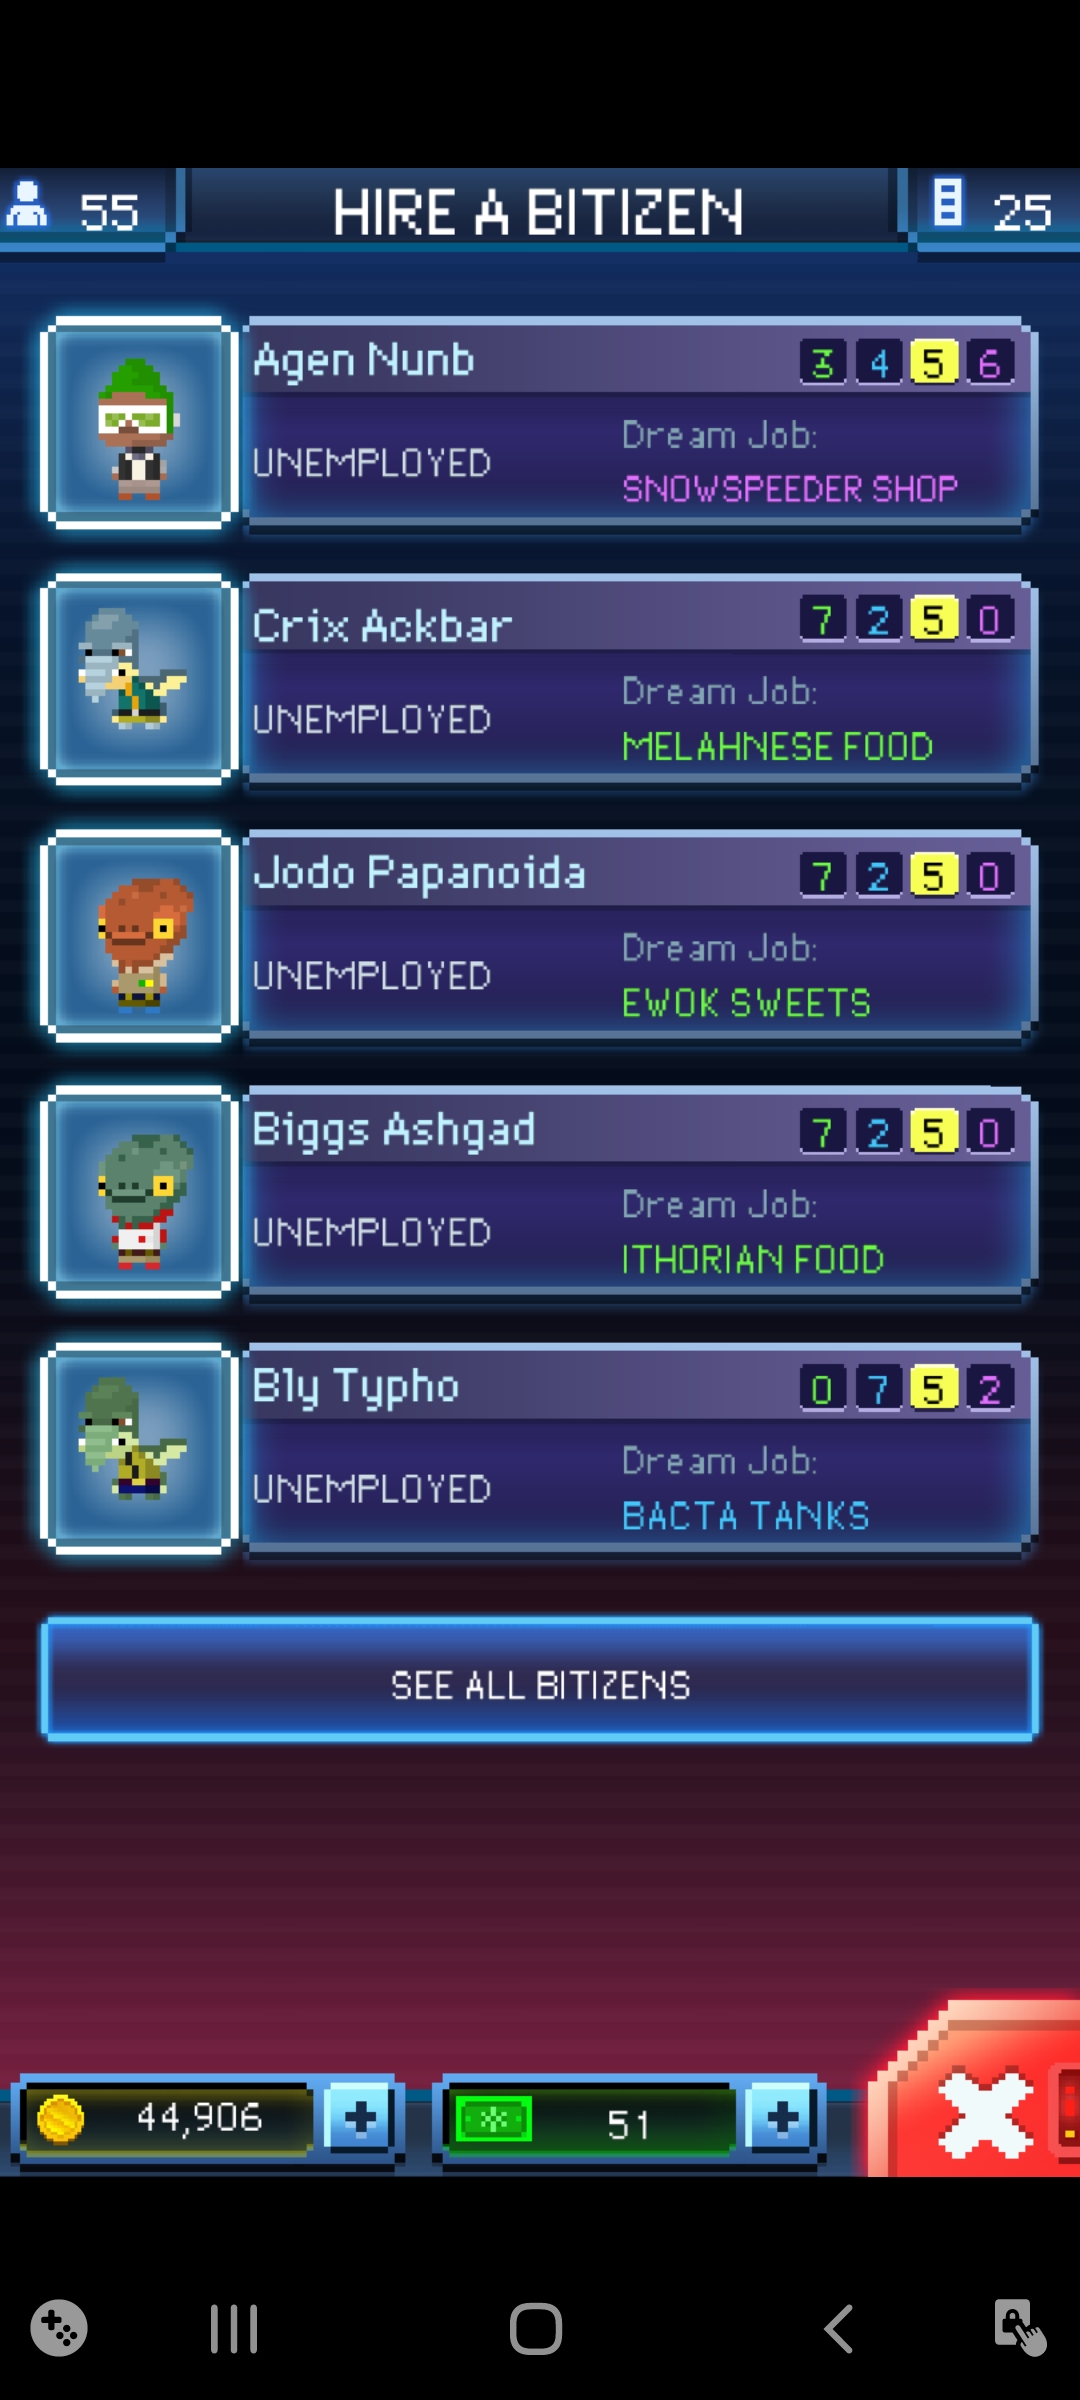 55
HIRE A BITIZEN
25
Agen Nunb
3 4 5 6
UNEMPLOYED
Dream Job:
SNOWSPEEDER SHOP
Crix Ackbar
7 2 5 0
UNEMPLOYED
Dream Job:
MELAHNESE FOOD
Jodo Papanoida
7 2 5 0
UNEMPLOYED
Dream Job:
EWOK SWEETS
Biggs Ashgad
7 2 5 0
UNEMPLOYED
Dream Job:
ITHORIAN FOOD
Bly Typho
0 7 5 2
UNEMPLOYED
Dream Job:
BACTA TANKS
SEE ALL BITIZENS
44,906
51